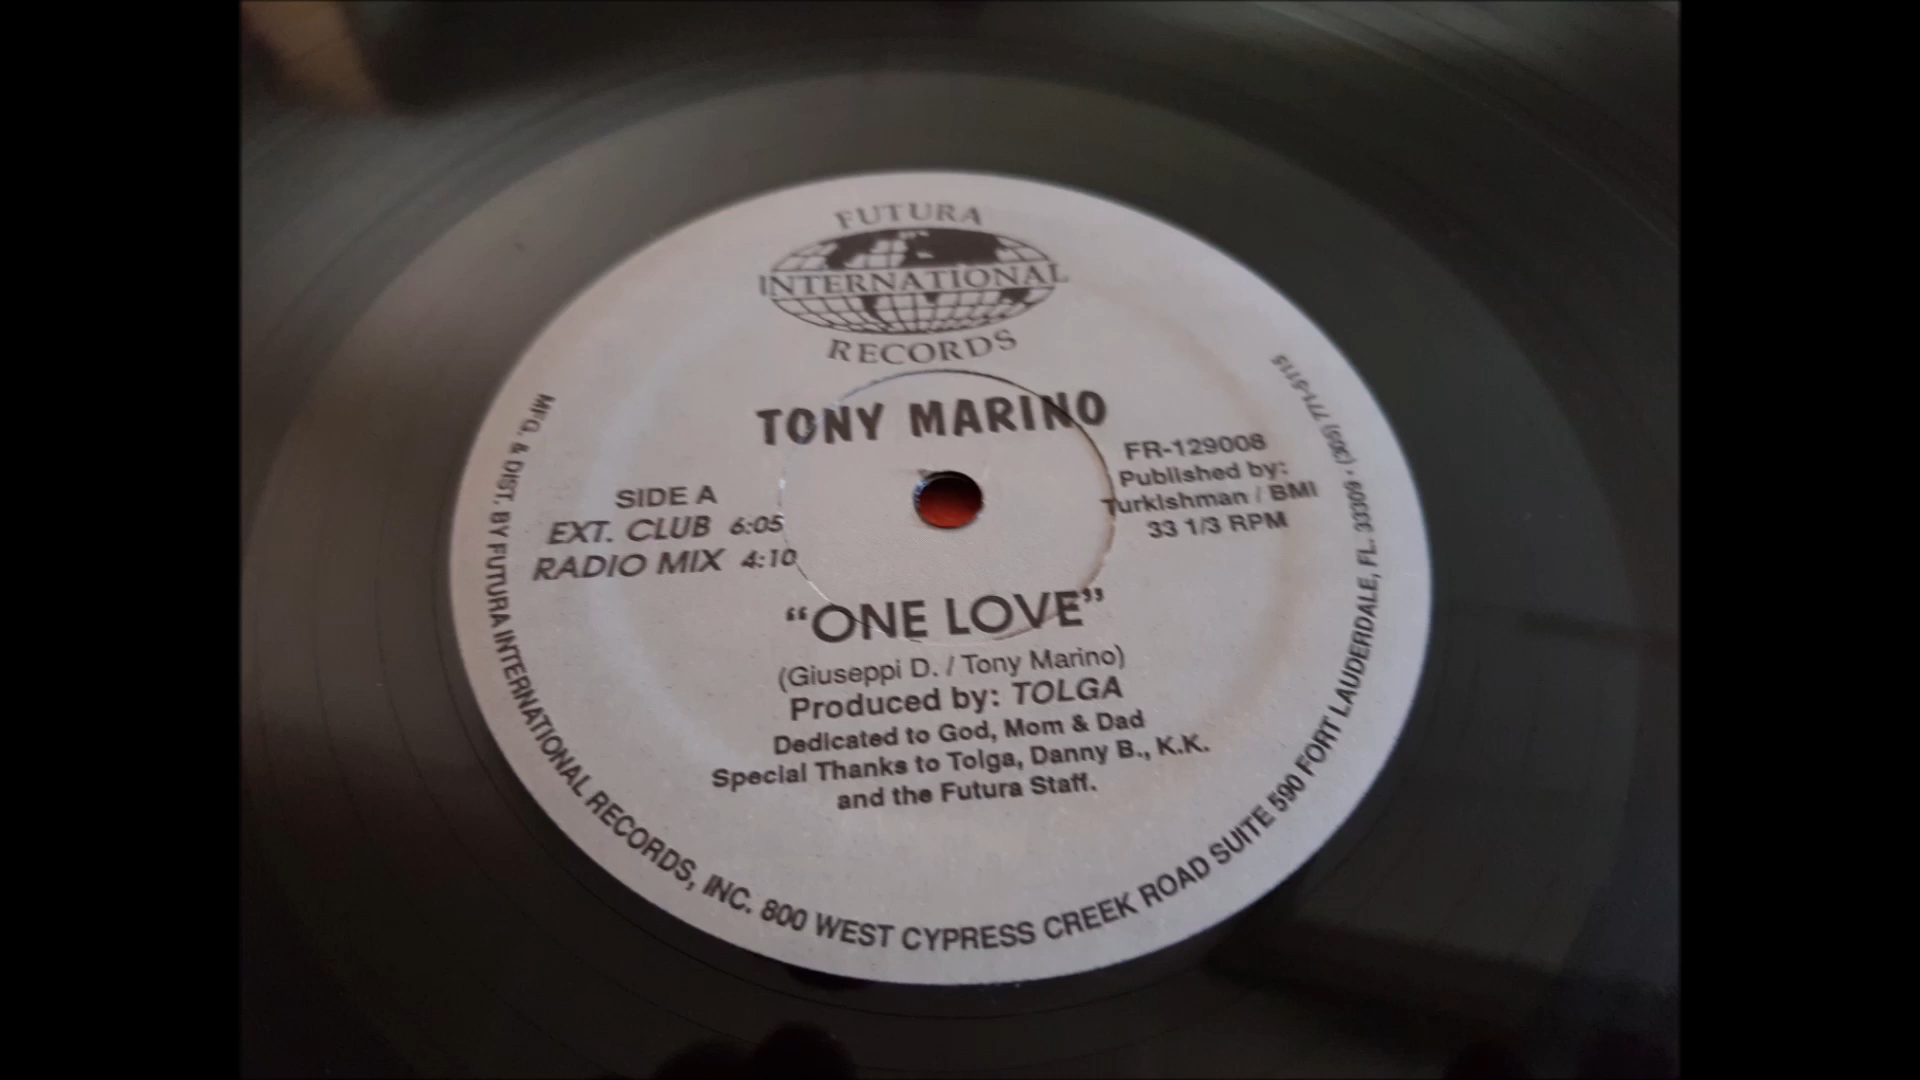 FUTURA
INTERNATIONAL
RECORDS
TONY MARINO
SIDE A
EXT. CLUB 6:05
RADIO MIX 4:10
FR-129008
Published by:
Turkishman / BMI
33 1/3 RPM
“ONE LOVE”
(Giuseppi D. / Tony Marino)
Produced by: TOLGA
Dedicated to God, Mom & Dad
Special Thanks to Tolga, Danny B., K.K.
and the Futura Staff.
MFG. & DIST. BY FUTURA INTERNATIONAL RECORDS, INC. 800 WEST CYPRESS CREEK ROAD SUITE 590 FORT LAUDERDALE, FL. 33309 • (305)